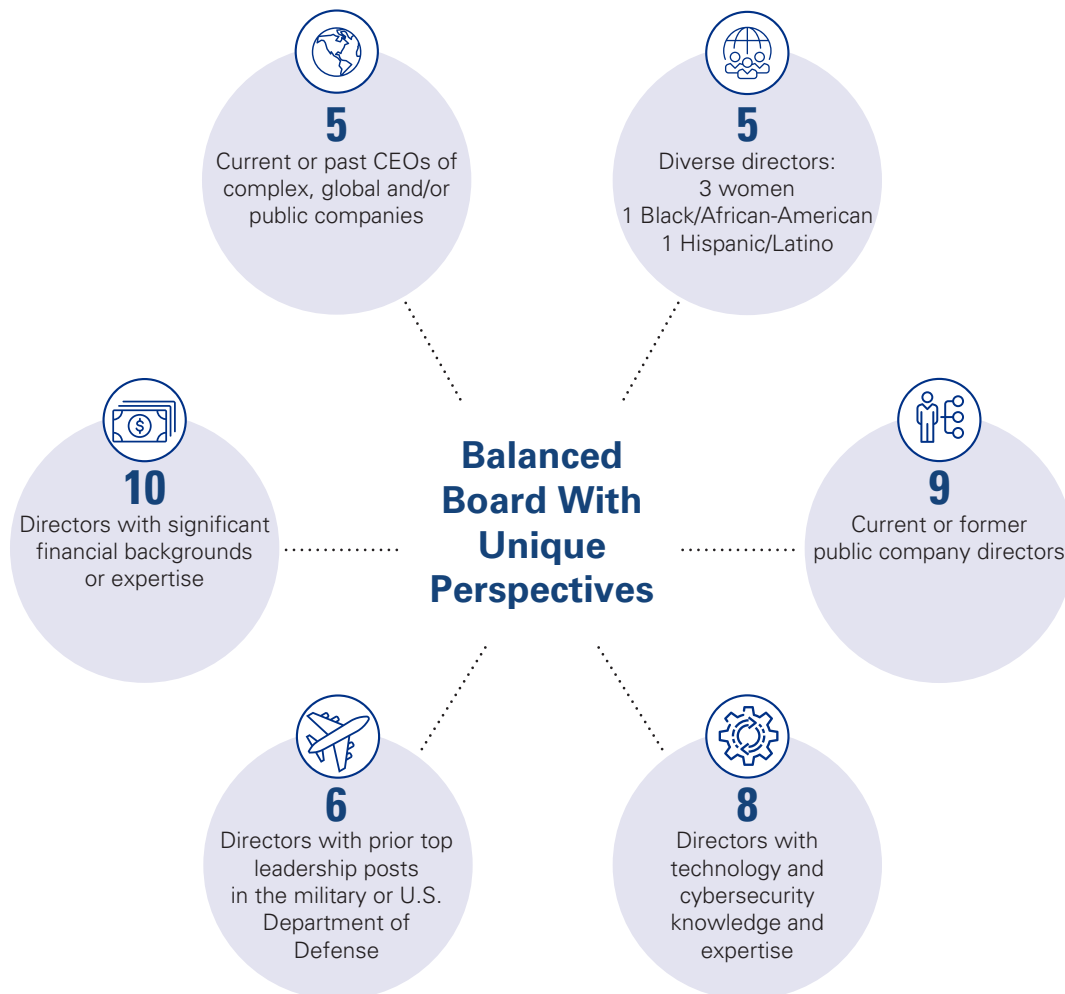 5
Current or past CEOs of
complex, global and/or
public companies
5
Diverse directors:
3 women
1 Black/African-American
1 Hispanic/Latino
10
Directors with significant
financial backgrounds
or expertise
Balanced
Board With
Unique
Perspectives
9
Current or former
public company directors
6
Directors with prior top
leadership posts
in the military or U.S.
Department of
Defense
8
Directors with
technology and
cybersecurity
knowledge and
expertise